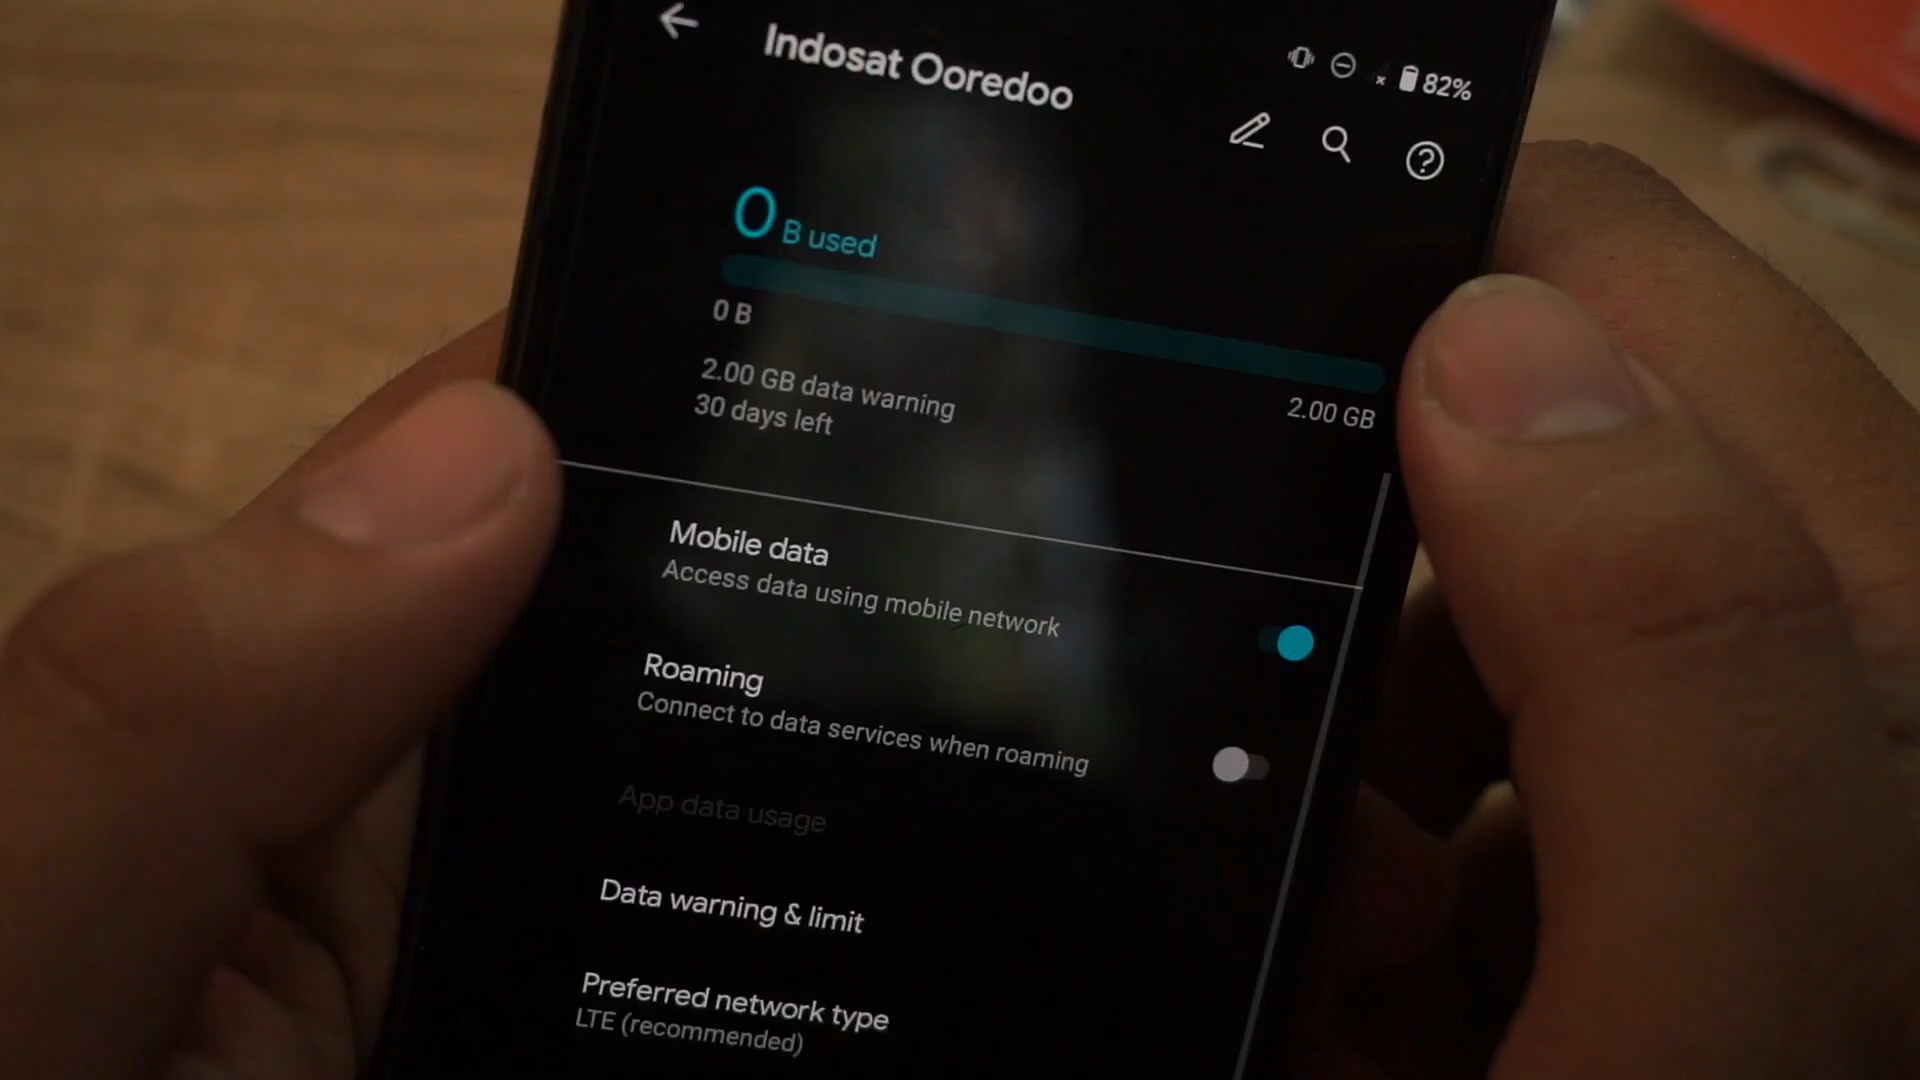 Indosat Ooredoo
82%
0 B used
0 B
2.00 GB
2.00 GB data warning
30 days left
Mobile data
Access data using mobile network
Roaming
Connect to data services when roaming
App data usage
Data warning & limit
Preferred network type
LTE (recommended)